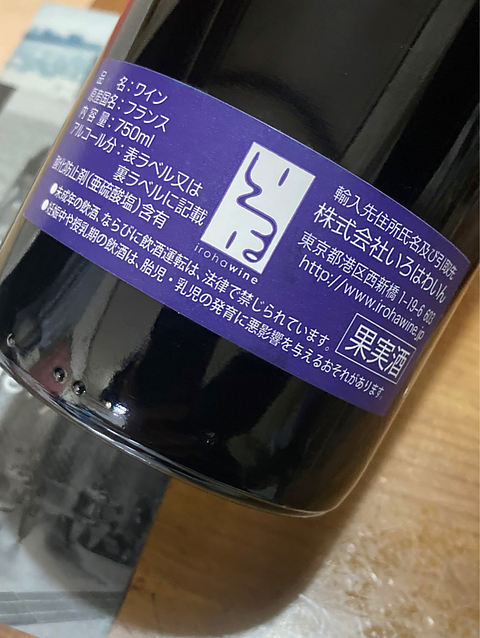 品 名：ワイン
原産国名：フランス
内 容 量：750ml
アルコール分：表ラベル又は
裏ラベルに記載
酸化防止剤(亜硫酸塩)含有
●未成年の飲酒、ならびに飲酒運転は、法律で禁じられています。
●妊娠中や授乳期の飲酒は、胎児・乳児の発育に悪影響を与えるおそれがあります。
いろは
irohawine
輸入先住所氏名及び引取先
株式会社いろはわいん
東京都港区西新橋 1-19-6 802
http://www.irohawine.jp
果実酒